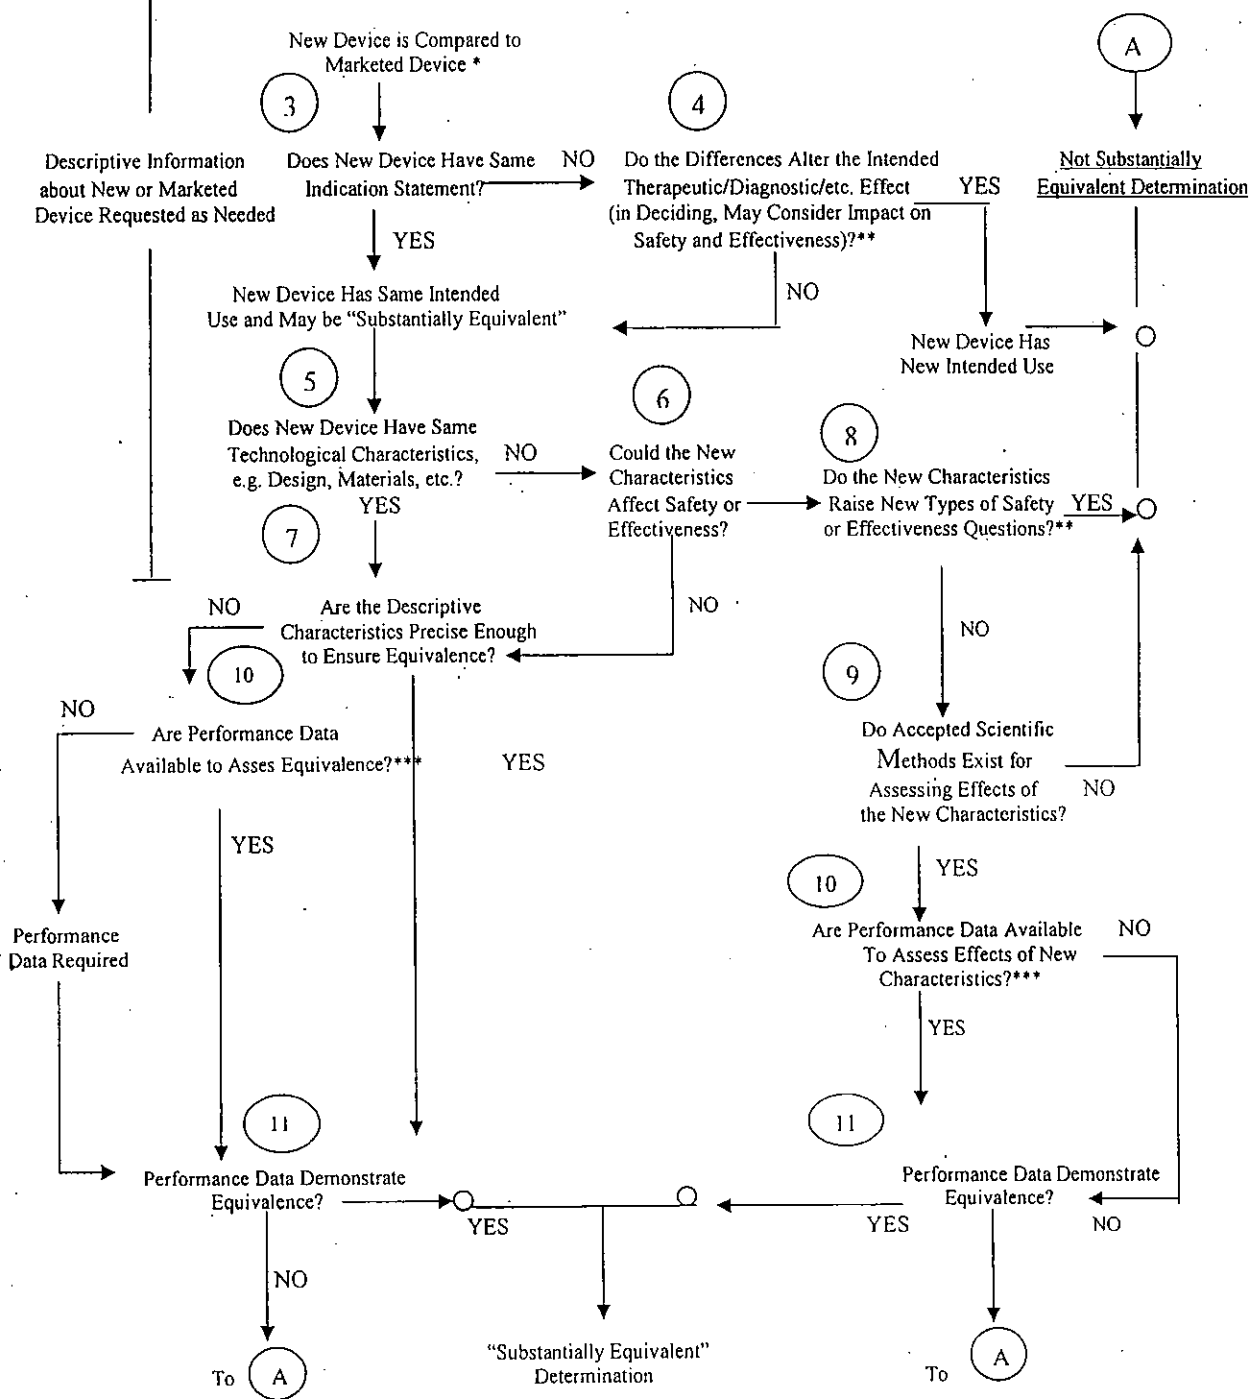 New Device is Compared to
Marketed Device *
A
3
4
Descriptive Information
about New or Marketed
Device Requested as Needed
Does New Device Have Same
Indication Statement?
NO
Do the Differences Alter the Intended
Therapeutic/Diagnostic/etc. Effect
(in Deciding, May Consider Impact on
Safety and Effectiveness)?**
YES
Not Substantially
Equivalent Determination
YES
NO
New Device Has Same Intended
Use and May be “Substantially Equivalent”
New Device Has
New Intended Use
5
6
8
Does New Device Have Same
Technological Characteristics,
e.g. Design, Materials, etc.?
NO
Could the New
Characteristics
Affect Safety or
Effectiveness?
Do the New Characteristics
Raise New Types of Safety
or Effectiveness Questions?**
YES
YES
7
NO
Are the Descriptive
Characteristics Precise Enough
to Ensure Equivalence?
NO
NO
10
9
NO
Are Performance Data
Available to Asses Equivalence?***
YES
Do Accepted Scientific
Methods Exist for
Assessing Effects of
the New Characteristics?
NO
YES
YES
10
Performance
Data Required
Are Performance Data Available
To Assess Effects of New
Characteristics?***
NO
YES
11
11
Performance Data Demonstrate
Equivalence?
YES
Performance Data Demonstrate
Equivalence?
YES
NO
NO
To
A
“Substantially Equivalent”
Determination
To
A